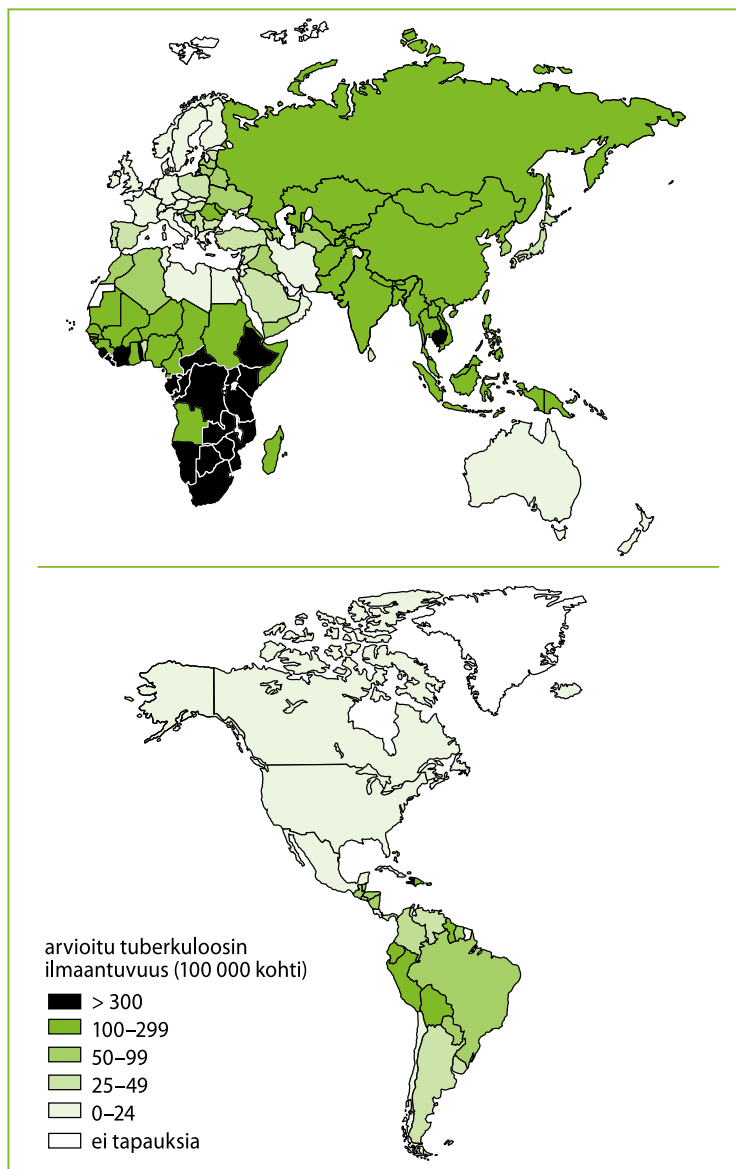 arvioitu tuberkuloosin
ilmaantuvuus (100 000 kohti)
> 300
100–299
50–99
25–49
0–24
ei tapauksia